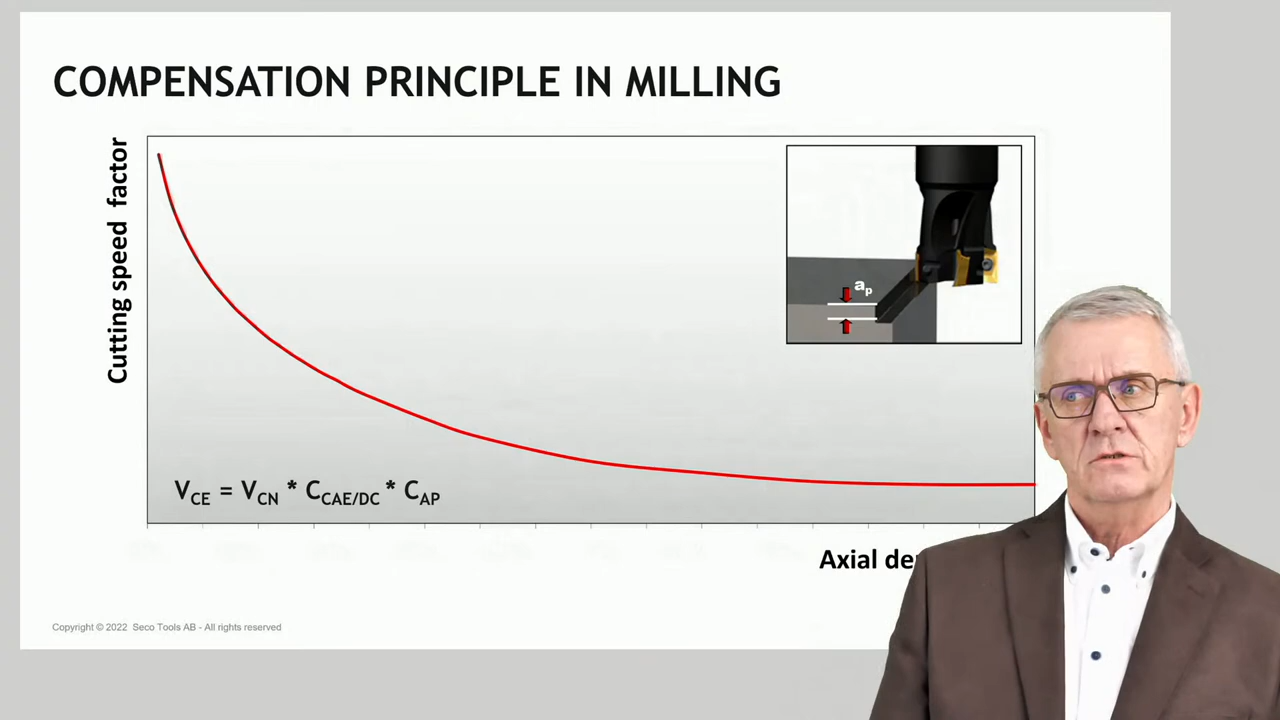 COMPENSATION PRINCIPLE IN MILLING
Cutting speed factor
ap
VCE = VCN * CCAE/DC * CAP
Axial
Copyright © 2022 Seco Tools AB - All rights reserved